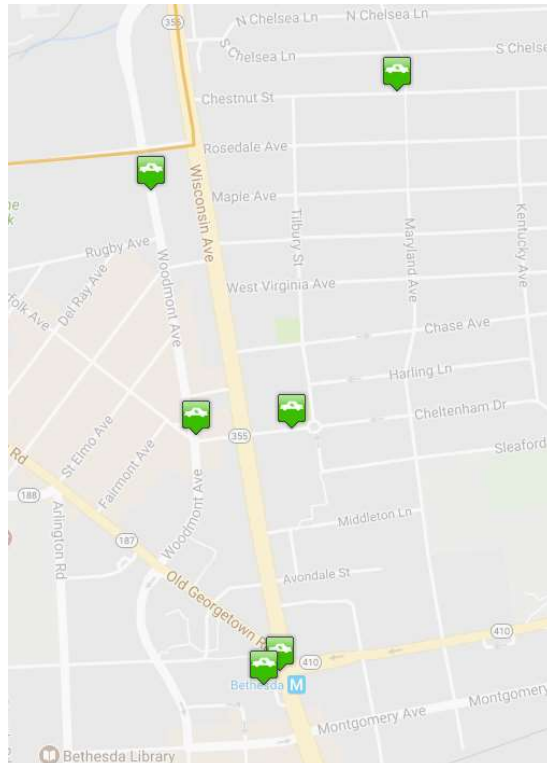 N Chelsea Ln
N Chelsea Ln
355
S Chelsea Ln
S Chelsea
Chestnut St
Rosedale Ave
Maple Ave
Wisconsin Ave
Tilbury St
Maryland Ave
Kentucky Ave
Rugby Ave
Del Ray Ave
Woodmont Ave
West Virginia Ave
Chase Ave
Harling Ln
Cheltenham Dr
355
Sleaford
St Elmo Ave
Fairmont Ave
Rd
188
Arlington Rd
Woodmont Ave
187
Middleton Ln
Old Georgetown R
Avondale St
410
410
Bethesda M
Montgomery Ave
Montgomery
Bethesda Library